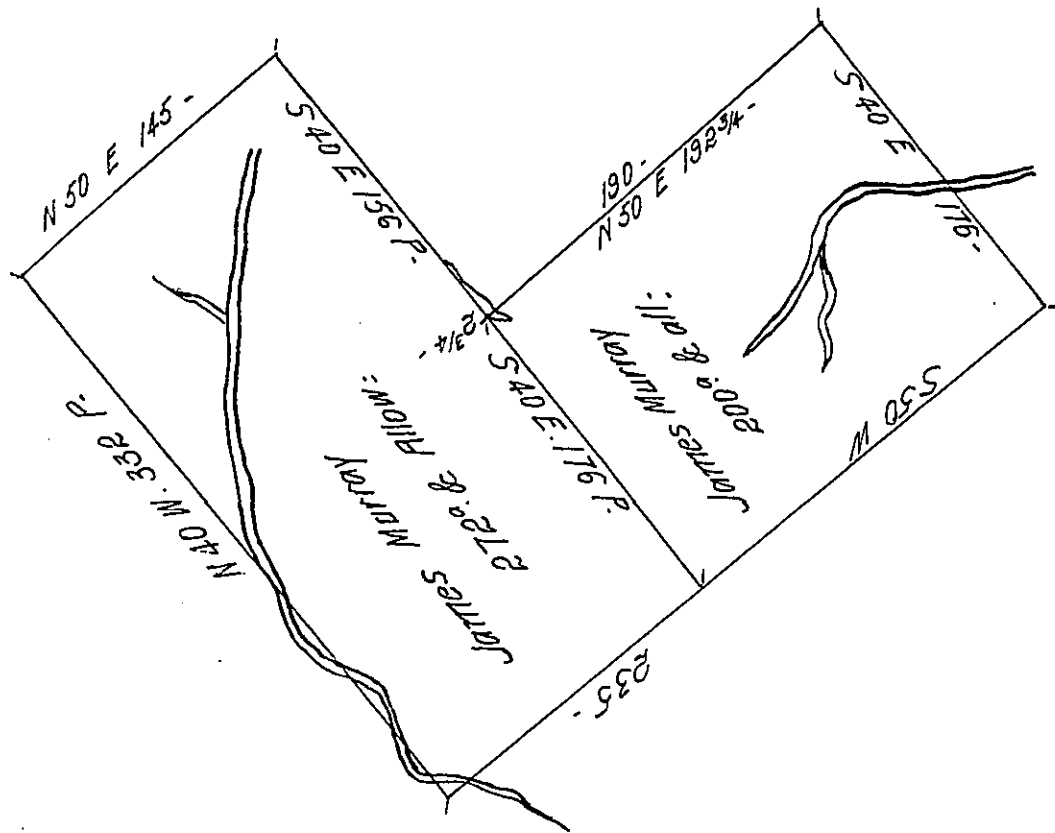 N 50 E 145 -
S 40 E 156 P.
190 -
N 50 E 192 3/4 -
S 40 E
176 -
2 3/4 -
S 40 E. 176 P.
James Murray
200a. & all:
S 50 W
N 40 W. 332 P.
James Murray
272a. & Allow:
235 -